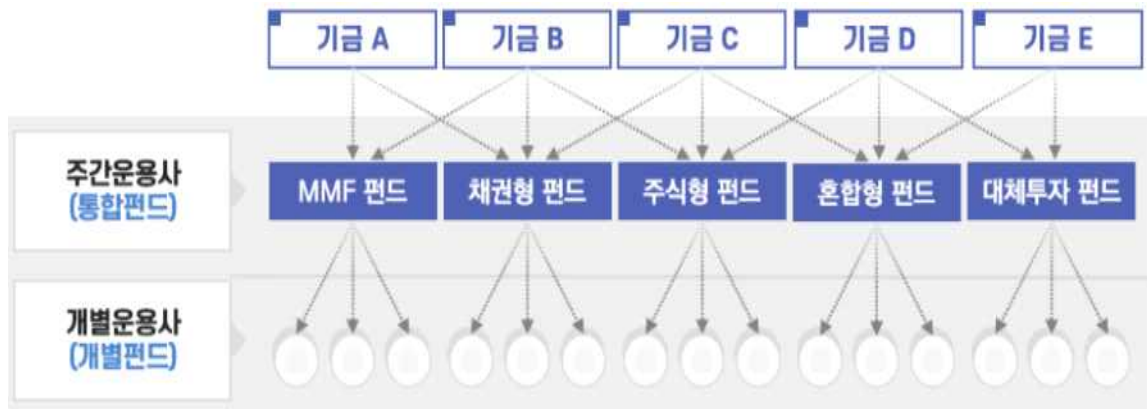 기금 A
기금 B
기금 C
기금 D
기금 E
주간운용사
(통합펀드)
MMF 펀드
채권형 펀드
주식형 펀드
혼합형 펀드
대체투자 펀드
개별운용사
(개별펀드)